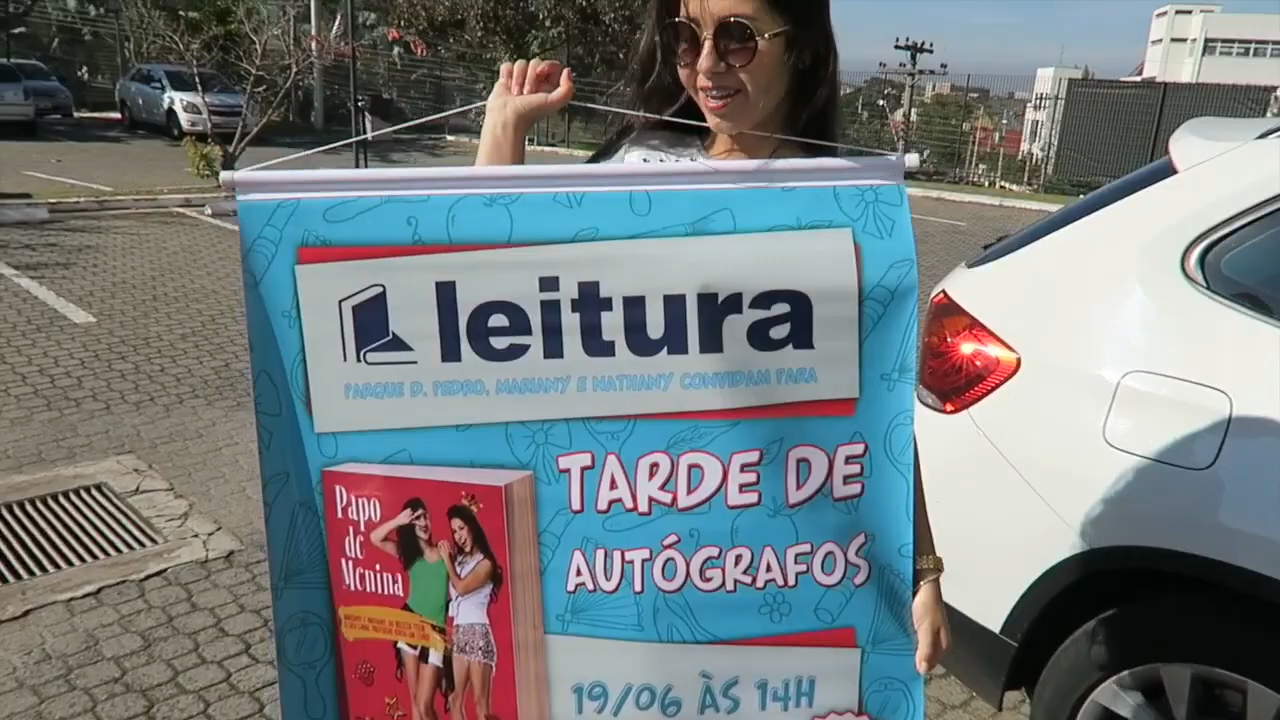 leitura
PARQUE D. PEDRO, MARIANY E NATHANY CONVIDAM PARA
TARDE DE
AUTÓGRAFOS
Papo
de
Menina
19/06 ÀS 14H